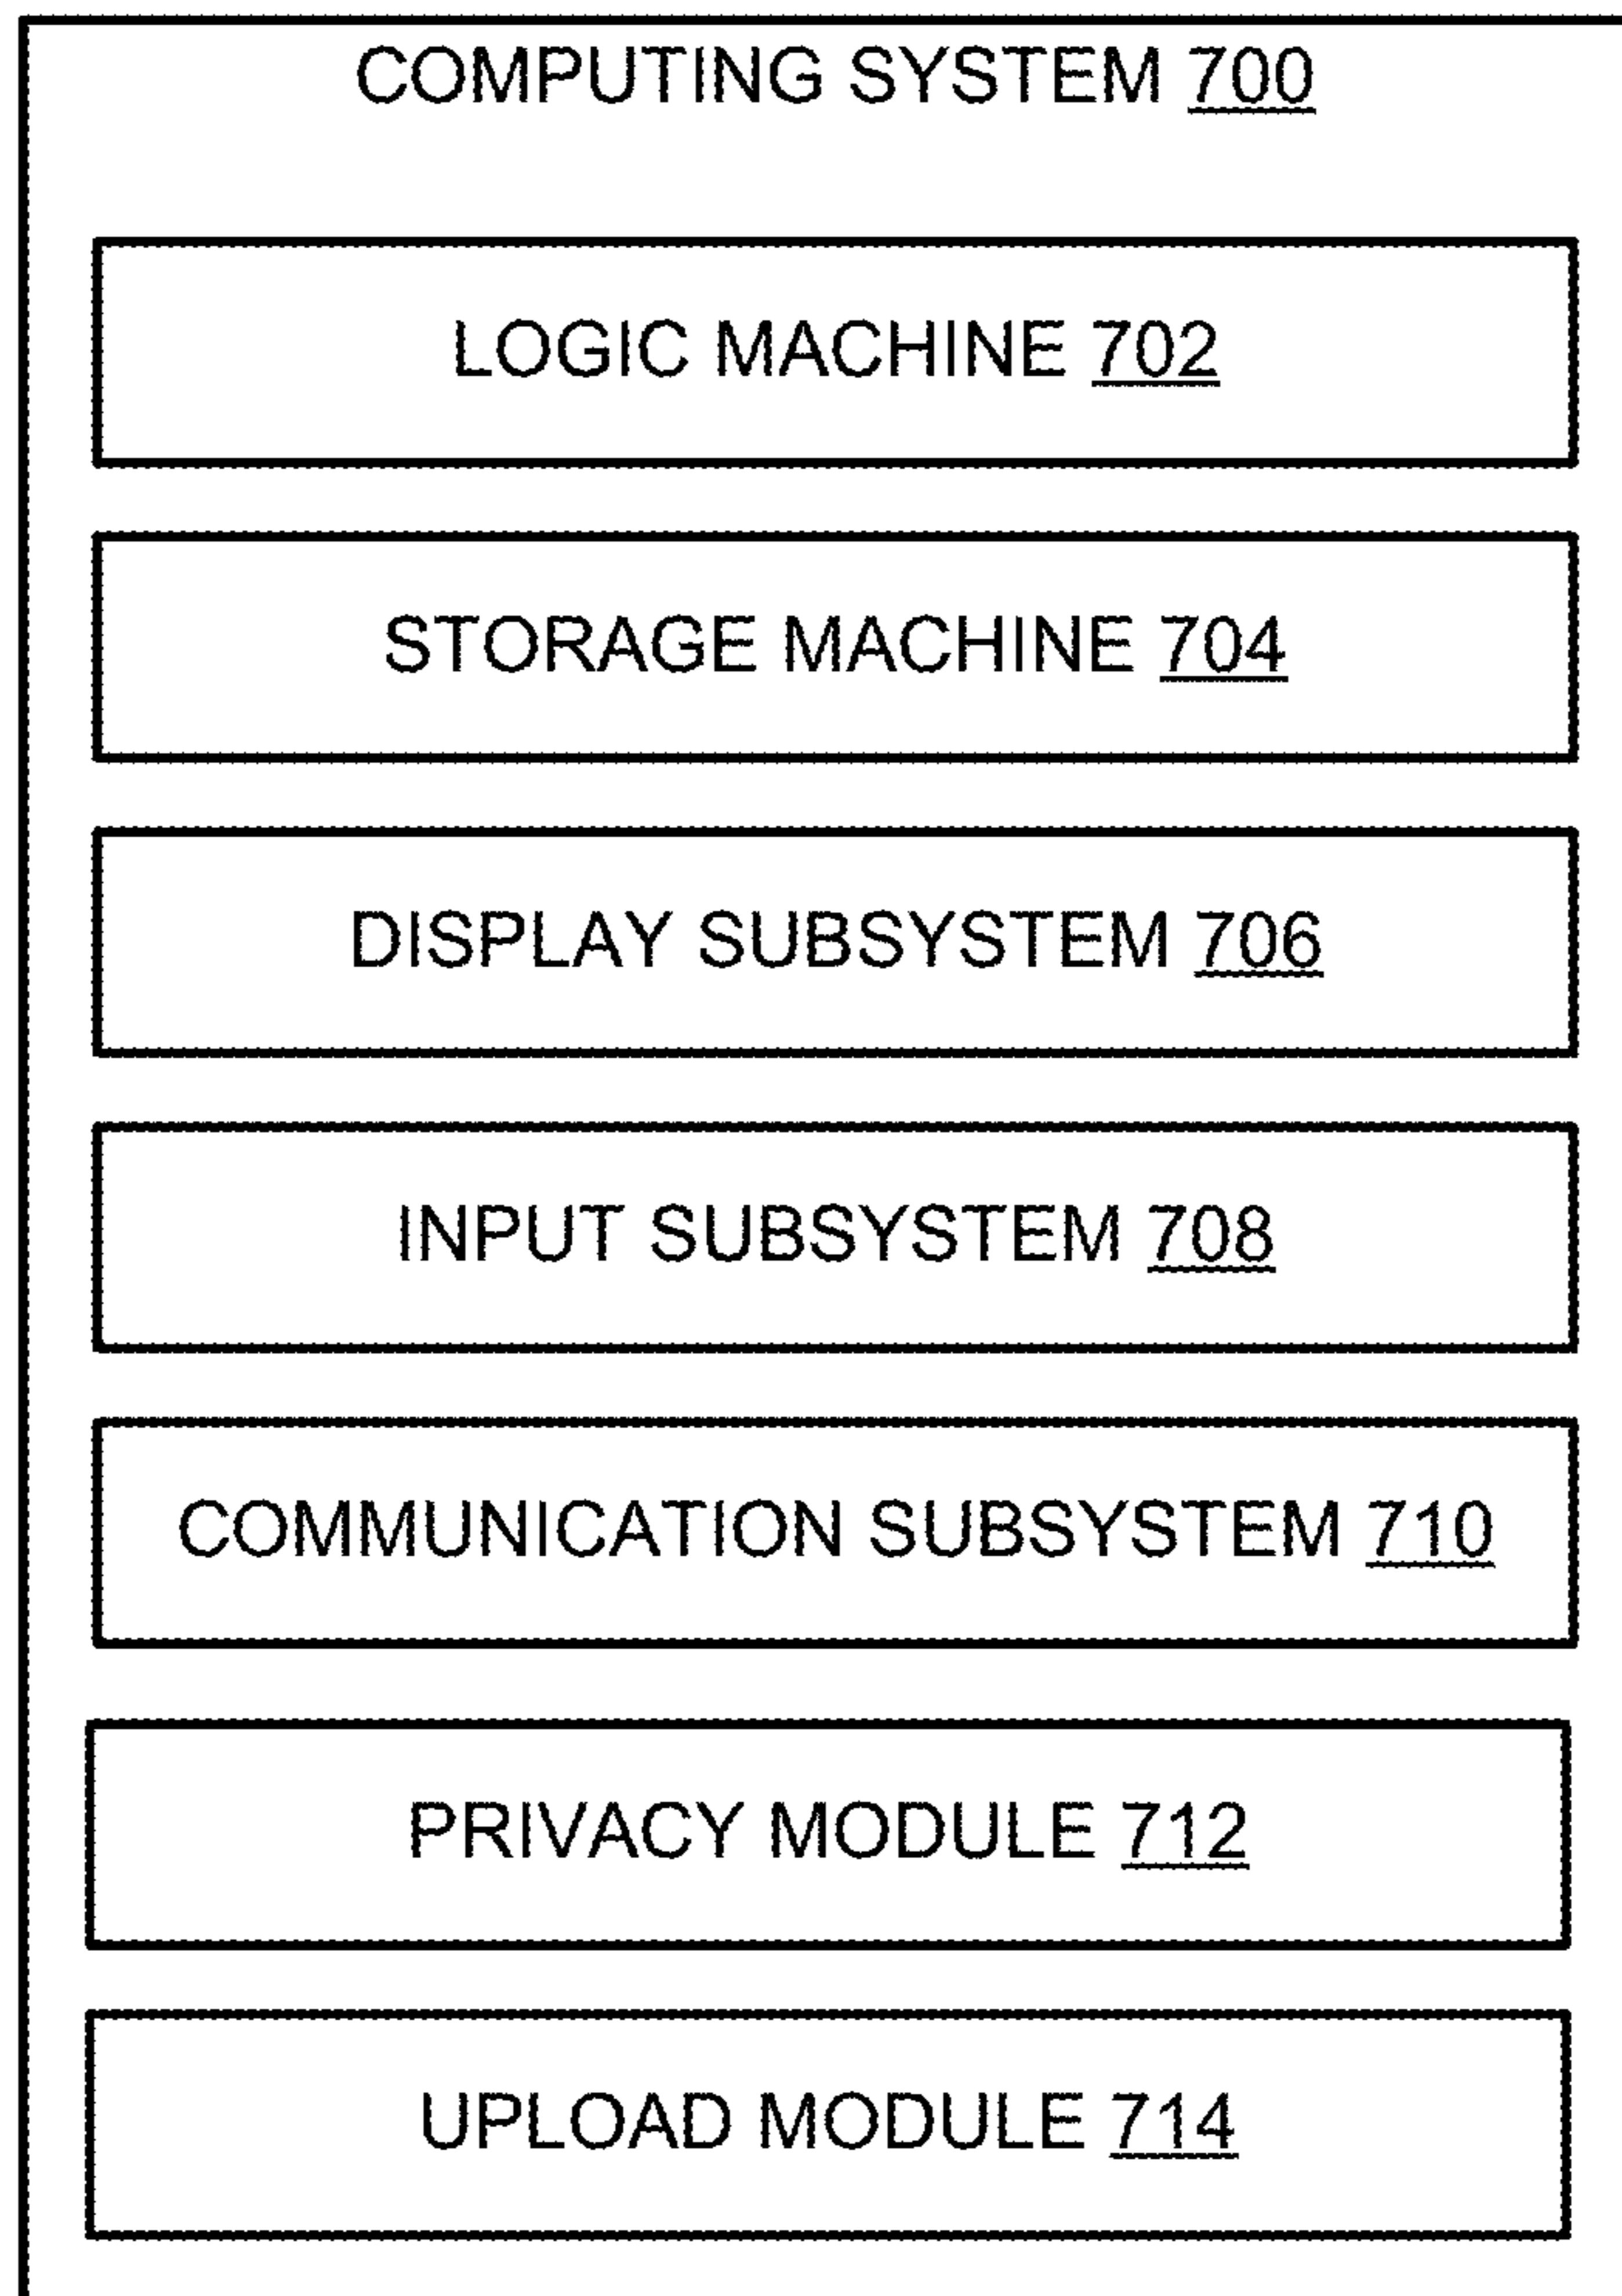 COMPUTING SYSTEM 700
LOGIC MACHINE 702
STORAGE MACHINE 704
DISPLAY SUBSYSTEM 706
INPUT SUBSYSTEM 708
COMMUNICATION SUBSYSTEM 710
PRIVACY MODULE 712
UPLOAD MODULE 714